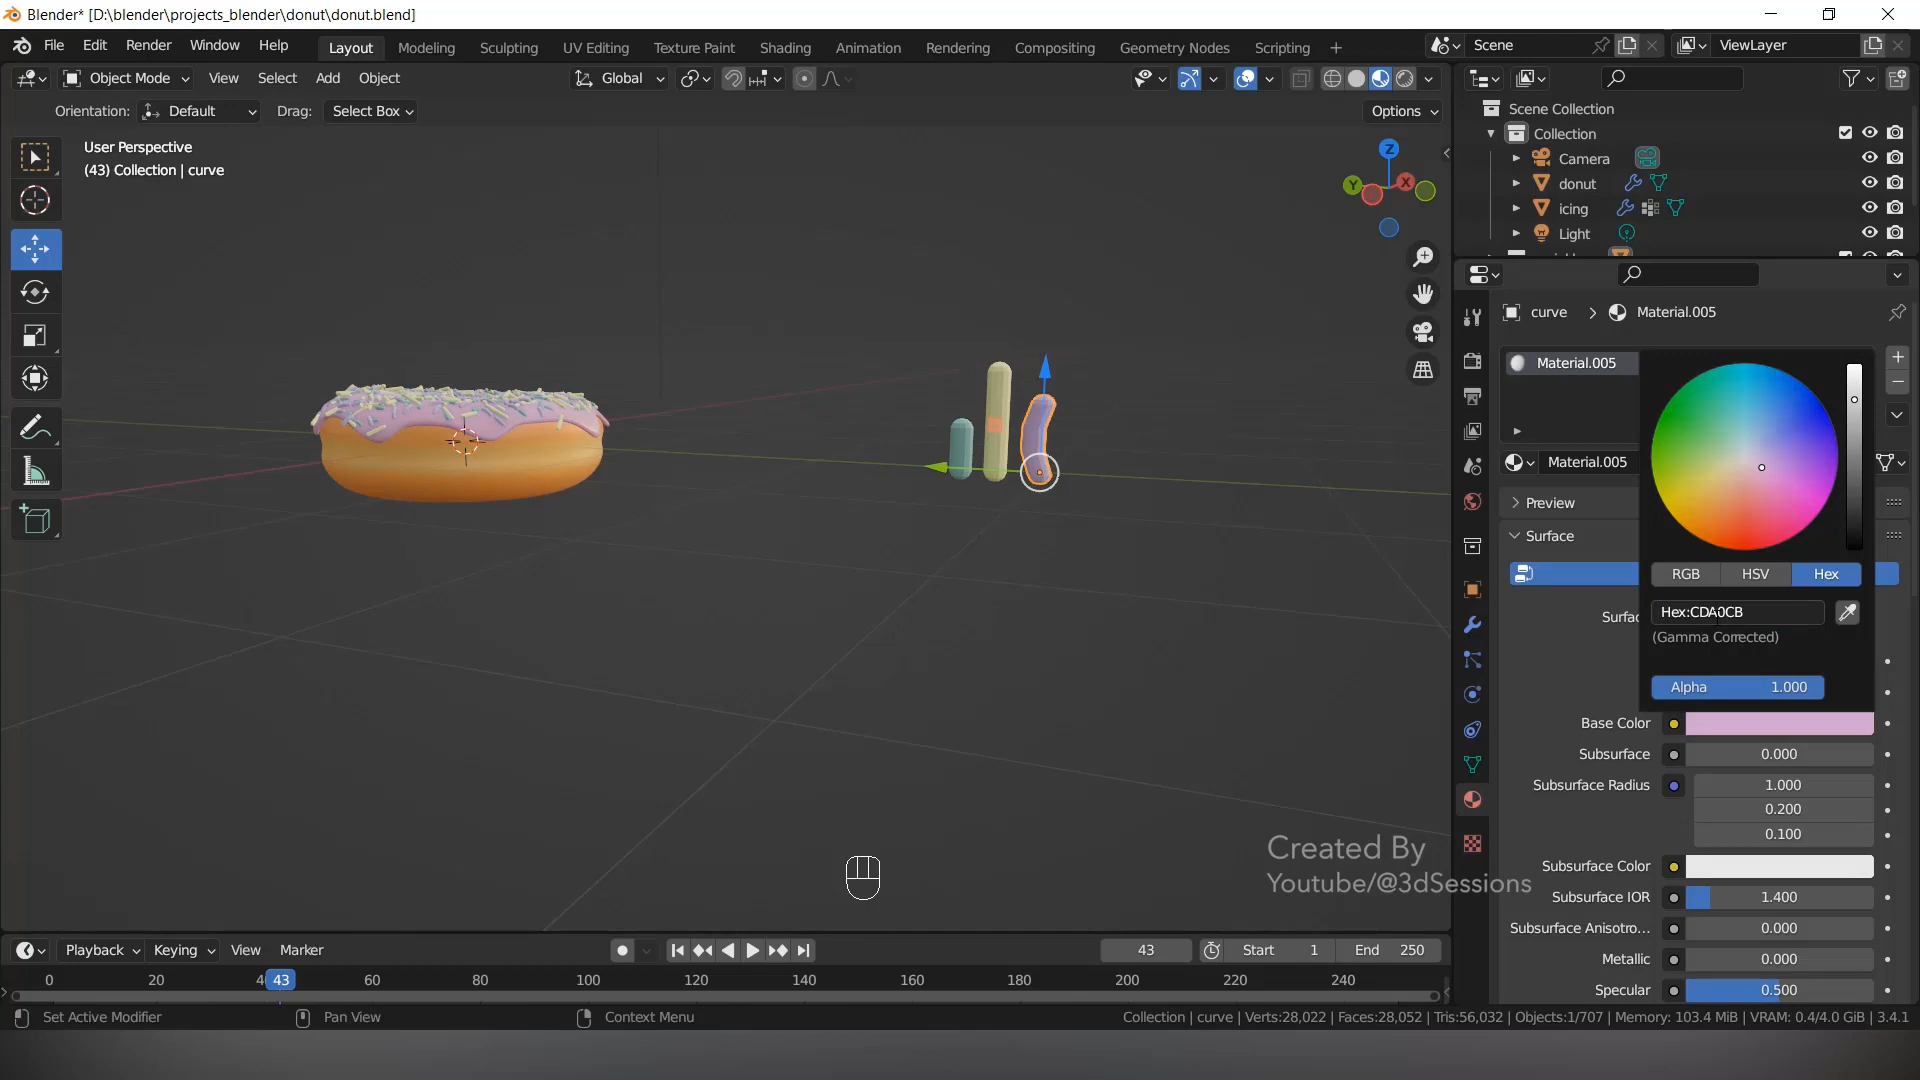 Blender* [D:\blender\projects_blender\donut\donut.blend]
File Edit Render Window Help
Layout Modeling Sculpting UV Editing Texture Paint Shading Animation Rendering Compositing Geometry Nodes Scripting +
Scene
ViewLayer
Object Mode View Select Add Object
Global
Orientation: Default Drag: Select Box
Options
User Perspective
(43) Collection | curve
Z
Y
X
Scene Collection
Collection
Camera
donut
icing
Light
curve > Material.005
Material.005
Material.005
Preview
Surface
RGB HSV Hex
Hex:CDA0CB
(Gamma Corrected)
Surfac
Alpha 1.000
Base Color
Subsurface 0.000
Subsurface Radius 1.000
0.200
0.100
Subsurface Color
Subsurface IOR 1.400
Subsurface Anisotro... 0.000
Metallic 0.000
Specular 0.500
Created By
Youtube/@3dSessions
Playback Keying View Marker
43 Start 1 End 250
0 20 4 43 60 80 100 120 140 160 180 200 220 240
Set Active Modifier Pan View Context Menu
Collection | curve | Verts:28,022 | Faces:28,052 | Tris:56,032 | Objects:1/707 | Memory: 103.4 MiB | VRAM: 0.4/4.0 GiB | 3.4.1